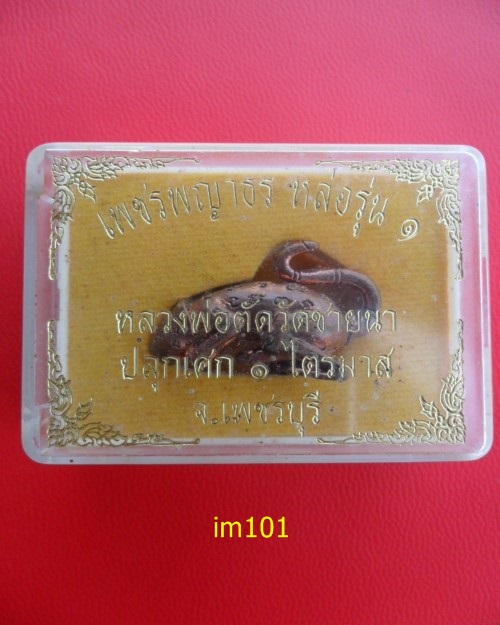 เพชรพญาธร หล่อรุ่น ๑
หลวงพ่อตัดวัดชายนา
ปลุกเศก ๑ ไตรมาส
จ.เพชรบุรี
im101